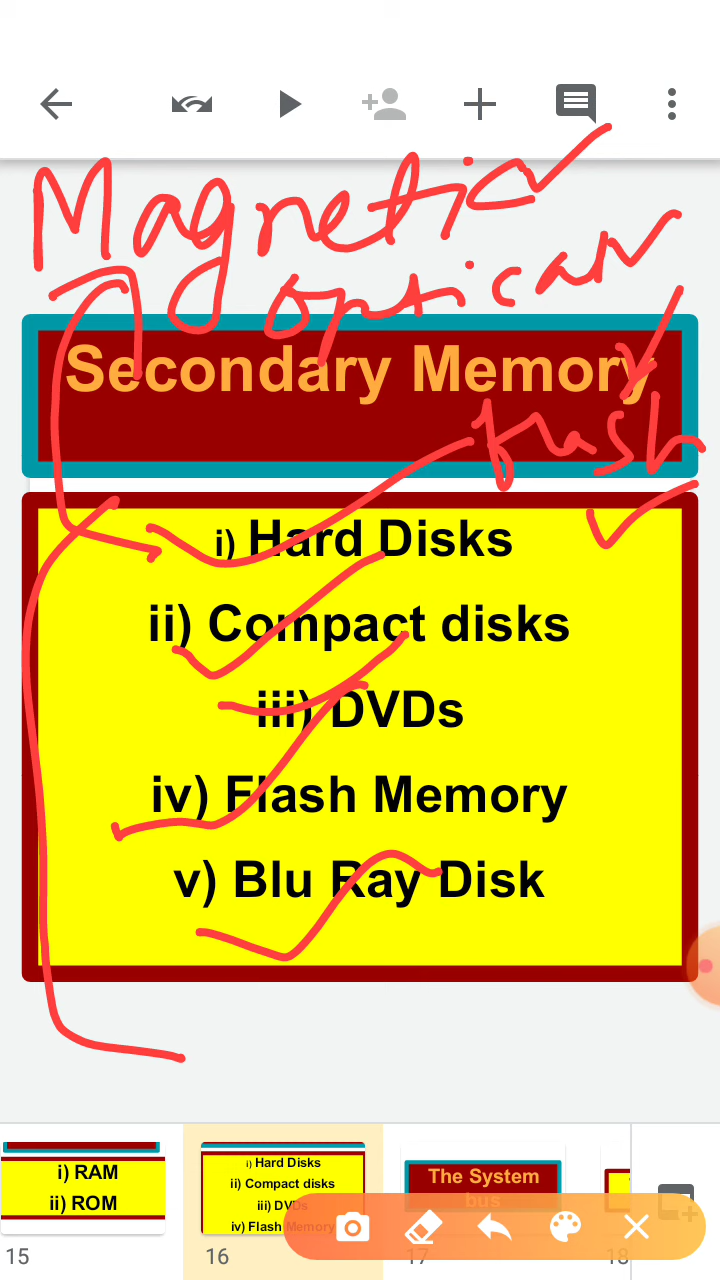 Magnetic
optical
Secondary Memory
flash
i) Hard Disks
ii) Compact disks
iii) DVDs
iv) Flash Memory
v) Blu Ray Disk
i) RAM
ii) ROM
15
i) Hard Disks
ii) Compact disks
iii) DVDs
iv) Flash Memory
16
The System
bus
17
18